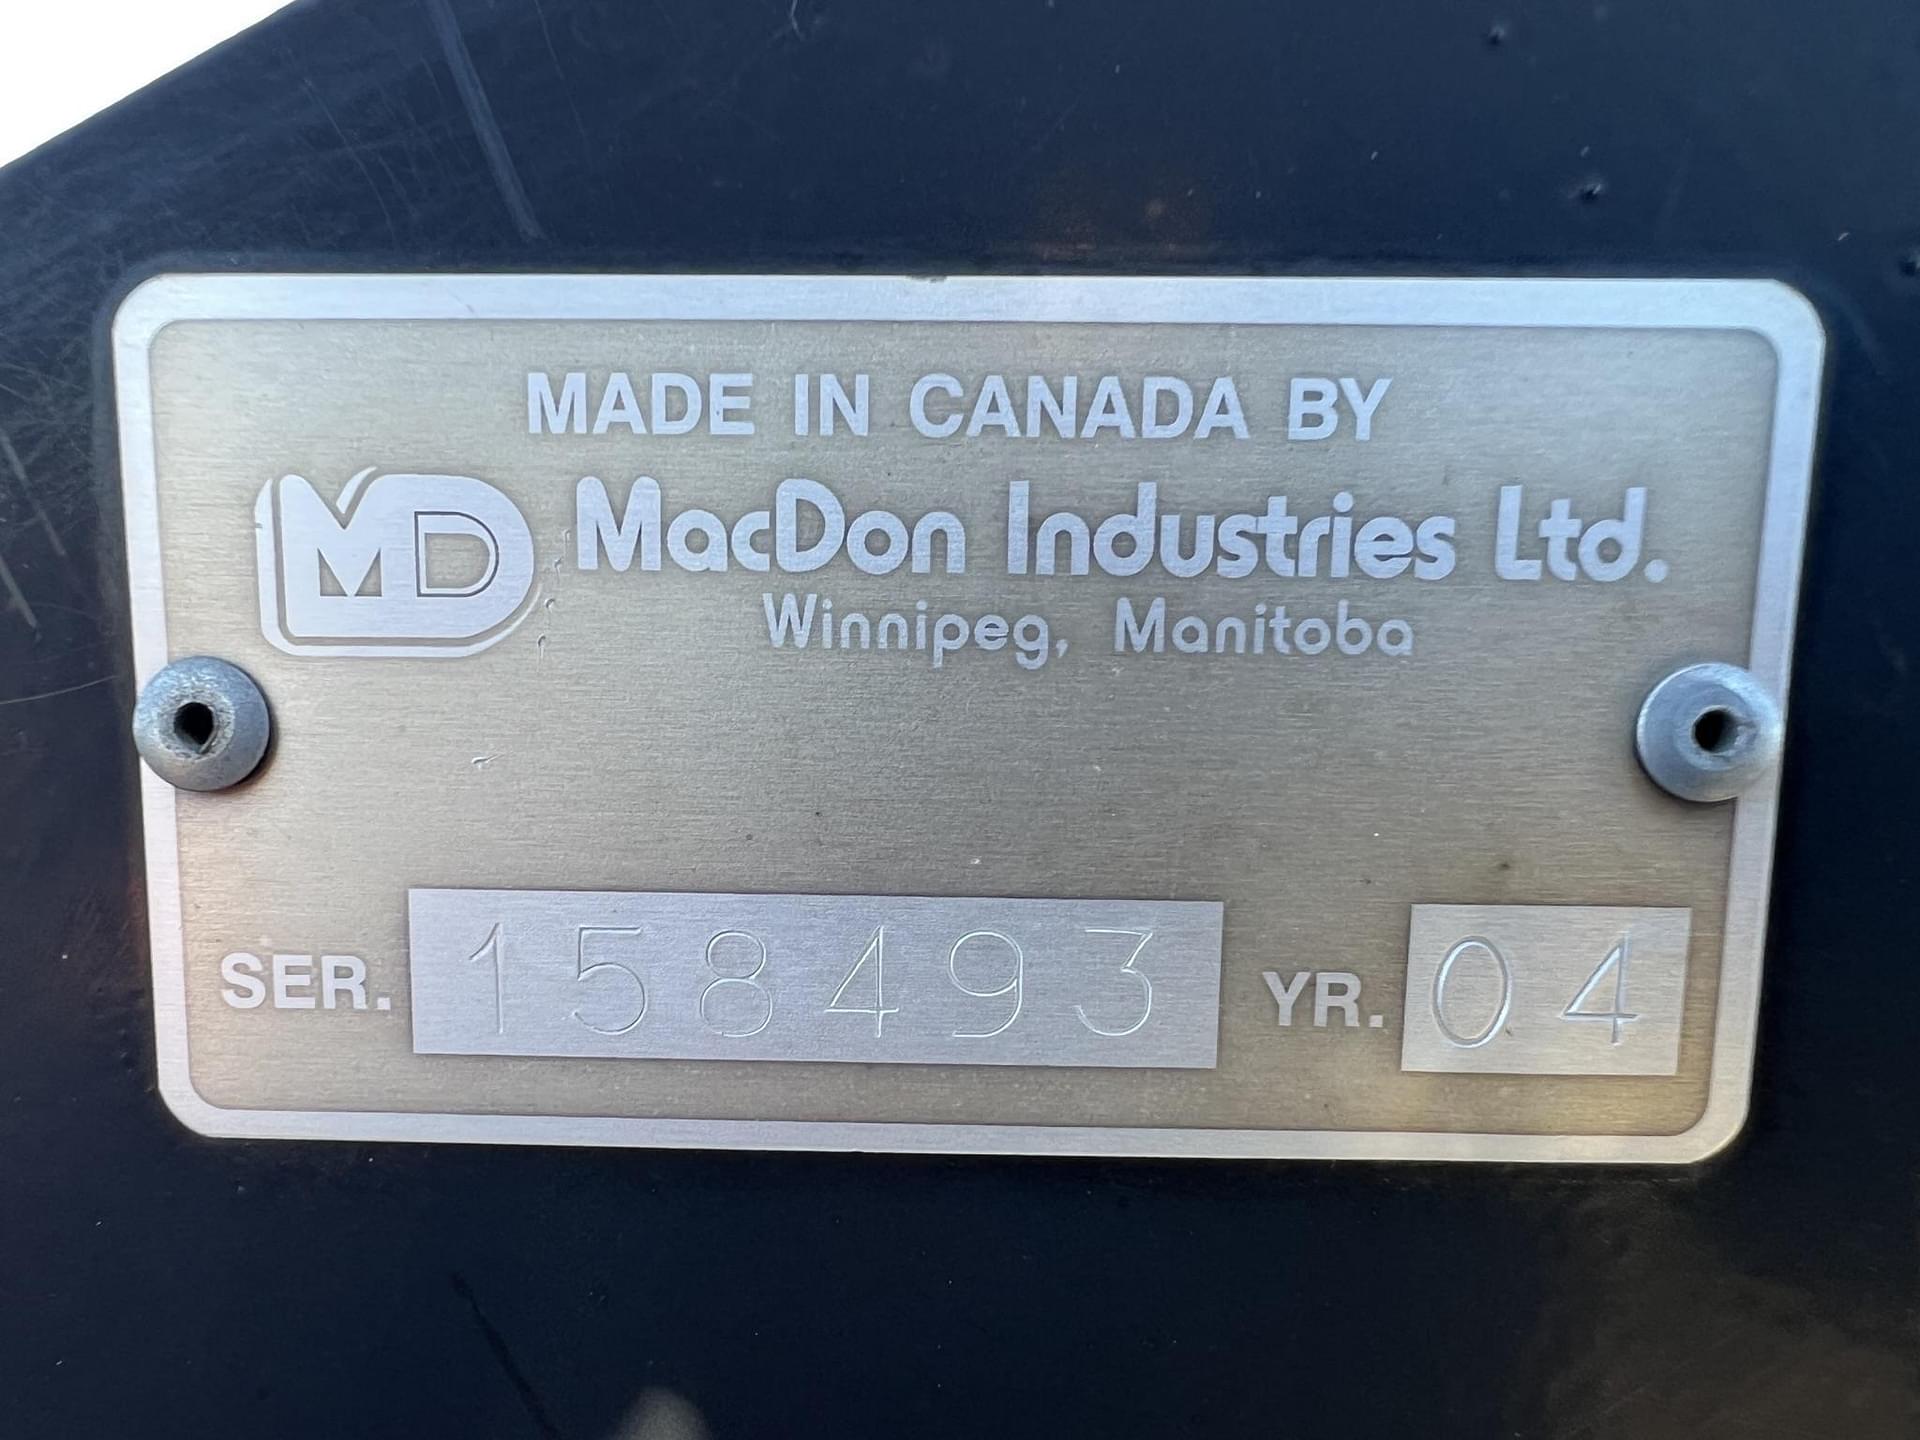 MADE IN CANADA BY
MD MacDon Industries Ltd.
Winnipeg, Manitoba
SER. 158493 YR. 04